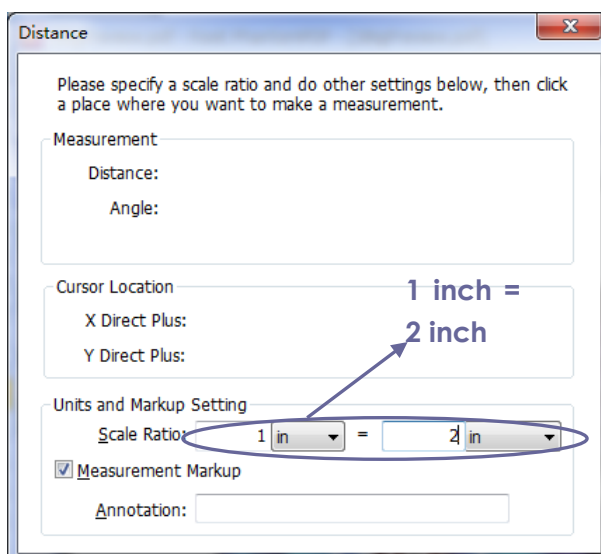 Distance
Please specify a scale ratio and do other settings below, then click
a place where you want to make a measurement.
Measurement
Distance:
Angle:
Cursor Location
1 inch =
X Direct Plus:
2 inch
Y Direct Plus:
Units and Markup Setting
Scale Ratio: 1 in = 2 in
Measurement Markup
Annotation: